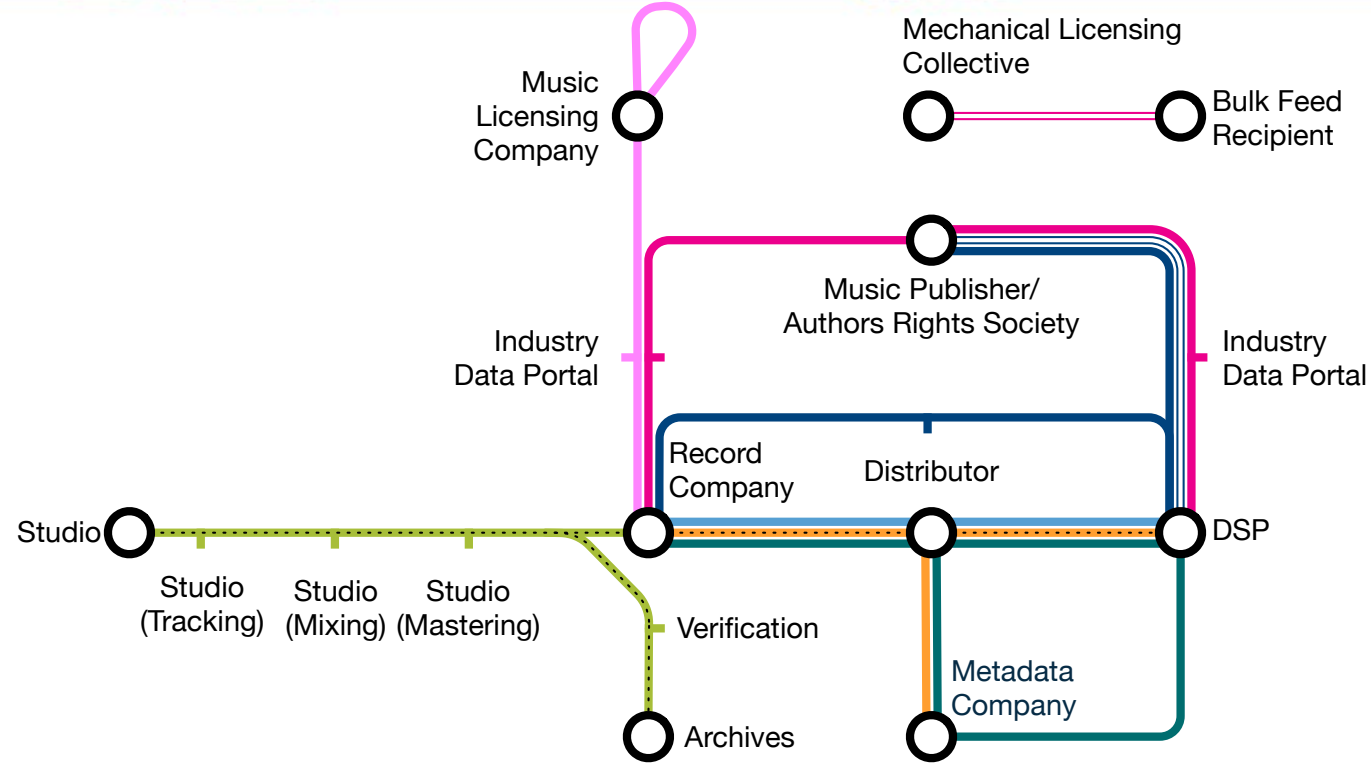 Mechanical Licensing
Collective
Music
Licensing
Company
Bulk Feed
Recipient
Music Publisher/
Authors Rights Society
Industry
Data Portal
Industry
Data Portal
Record
Company
Distributor
Studio
DSP
Studio
(Tracking)
Studio
(Mixing)
Studio
(Mastering)
Verification
Metadata
Company
Archives